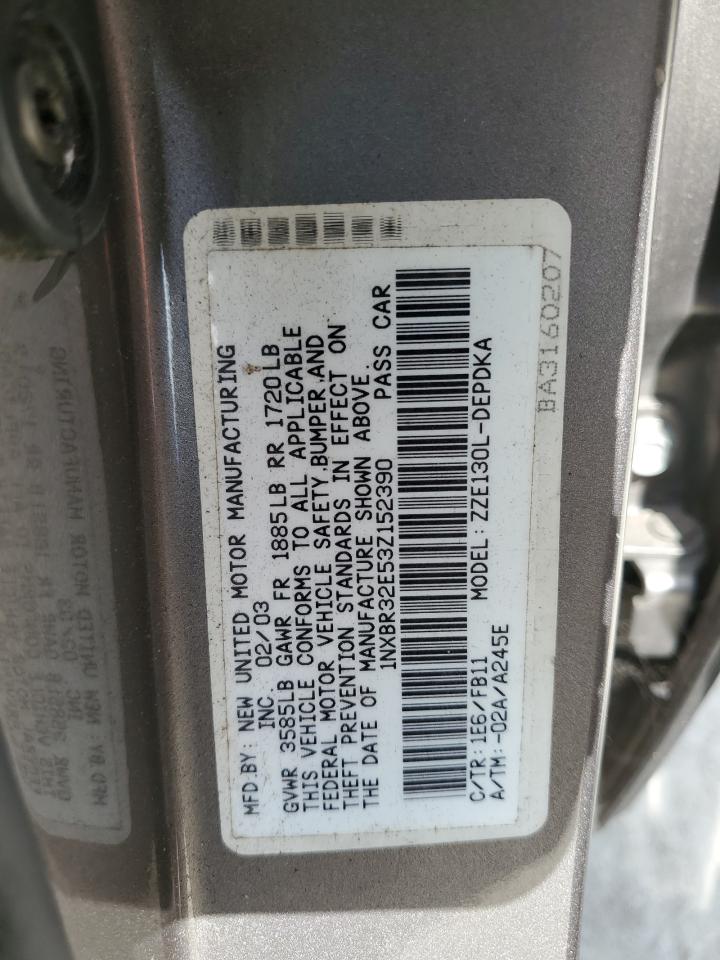 MFD.BY: NEW UNITED MOTOR MANUFACTURING
INC. 02/03
GVWR 3585LB GAWR FR 1885LB RR 1720LB
THIS VEHICLE CONFORMS TO ALL APPLICABLE
FEDERAL MOTOR VEHICLE SAFETY,BUMPER,AND
THEFT PREVENTION STANDARDS IN EFFECT ON
THE DATE OF MANUFACTURE SHOWN ABOVE.
1NXBR32E53Z152390 PASS CAR
C/TR:1E6/FB11 MODEL:ZZE130L-DEPDKA
A/TM:-02A/A245E
BA3160207